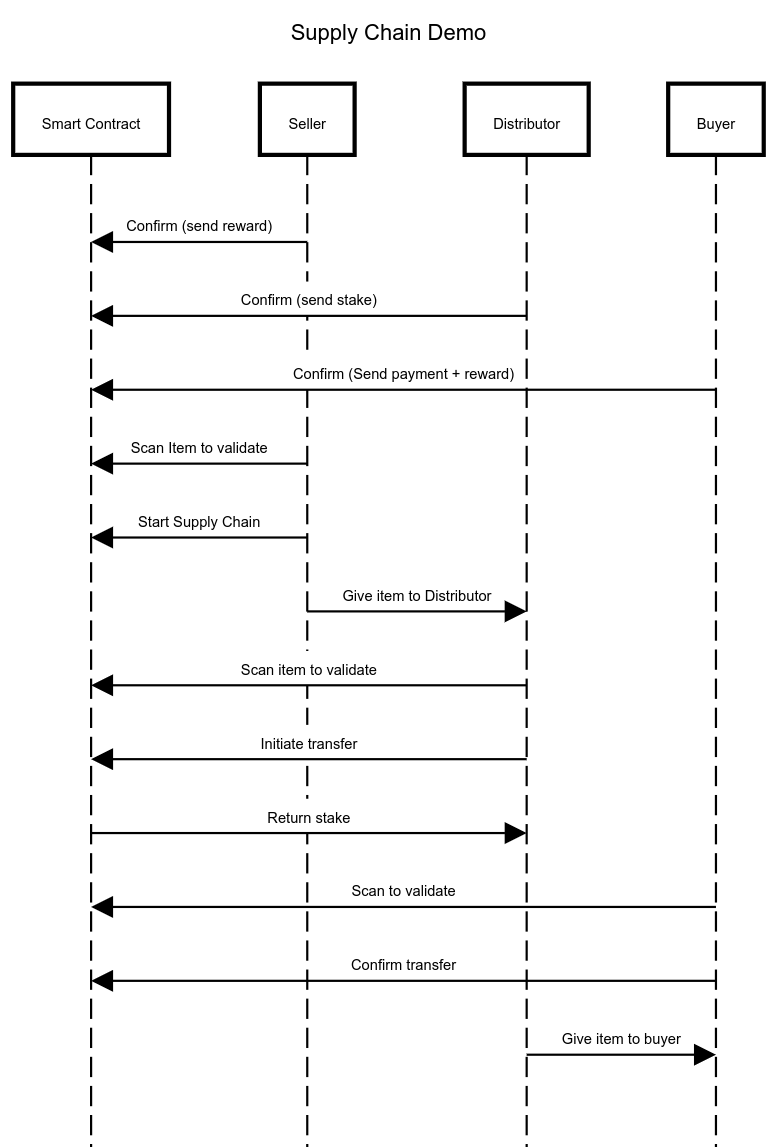 Supply Chain Demo
Smart Contract
Seller
Distributor
Buyer
Confirm (send reward)
Confirm (send stake)
Confirm (Send payment + reward)
Scan Item to validate
Start Supply Chain
Give item to Distributor
Scan item to validate
Initiate transfer
Return stake
Scan to validate
Confirm transfer
Give item to buyer